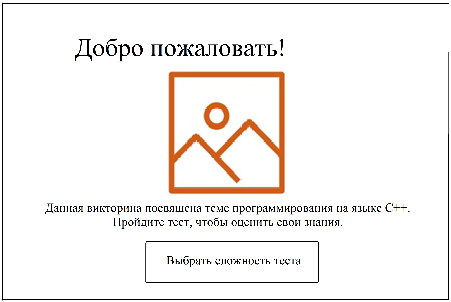 Добро пожаловать!
Данная викторина посвящена теме программирования на языке C++.
Пройдите тест, чтобы оценить свои знания.
Выбрать сложность теста